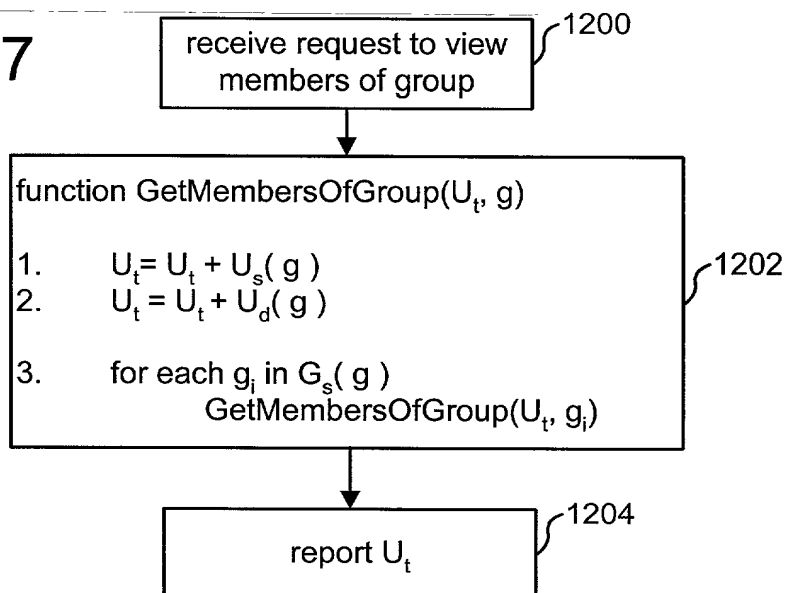 7
receive request to view
members of group
1200
function GetMembersOfGroup(Uₜ, g)
1. Uₜ= Uₜ + Uₛ( g )
2. Uₜ = Uₜ + U_d( g )
1202
3. for each gᵢ in Gₛ( g )
GetMembersOfGroup(Uₜ, gᵢ)
report Uₜ
1204